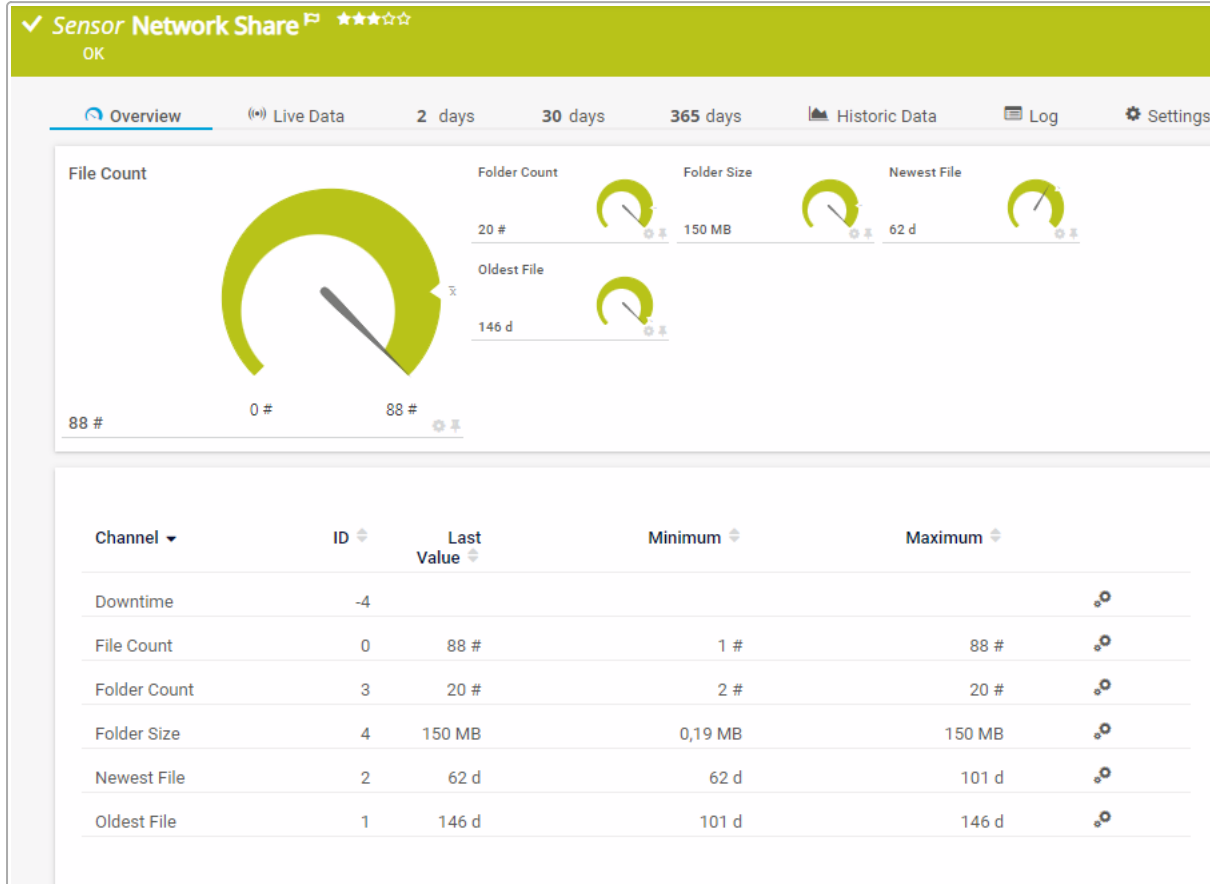 Sensor Network Share
OK
Overview Live Data 2 days 30 days 365 days Historic Data Log Settings
File Count
x̄
0 # 88 #
88 #
Folder Count
20 #
Folder Size
150 MB
Newest File
62 d
Oldest File
146 d
Channel ID Last Value Minimum Maximum
Downtime -4
File Count 0 88 # 1 # 88 #
Folder Count 3 20 # 2 # 20 #
Folder Size 4 150 MB 0,19 MB 150 MB
Newest File 2 62 d 62 d 101 d
Oldest File 1 146 d 101 d 146 d